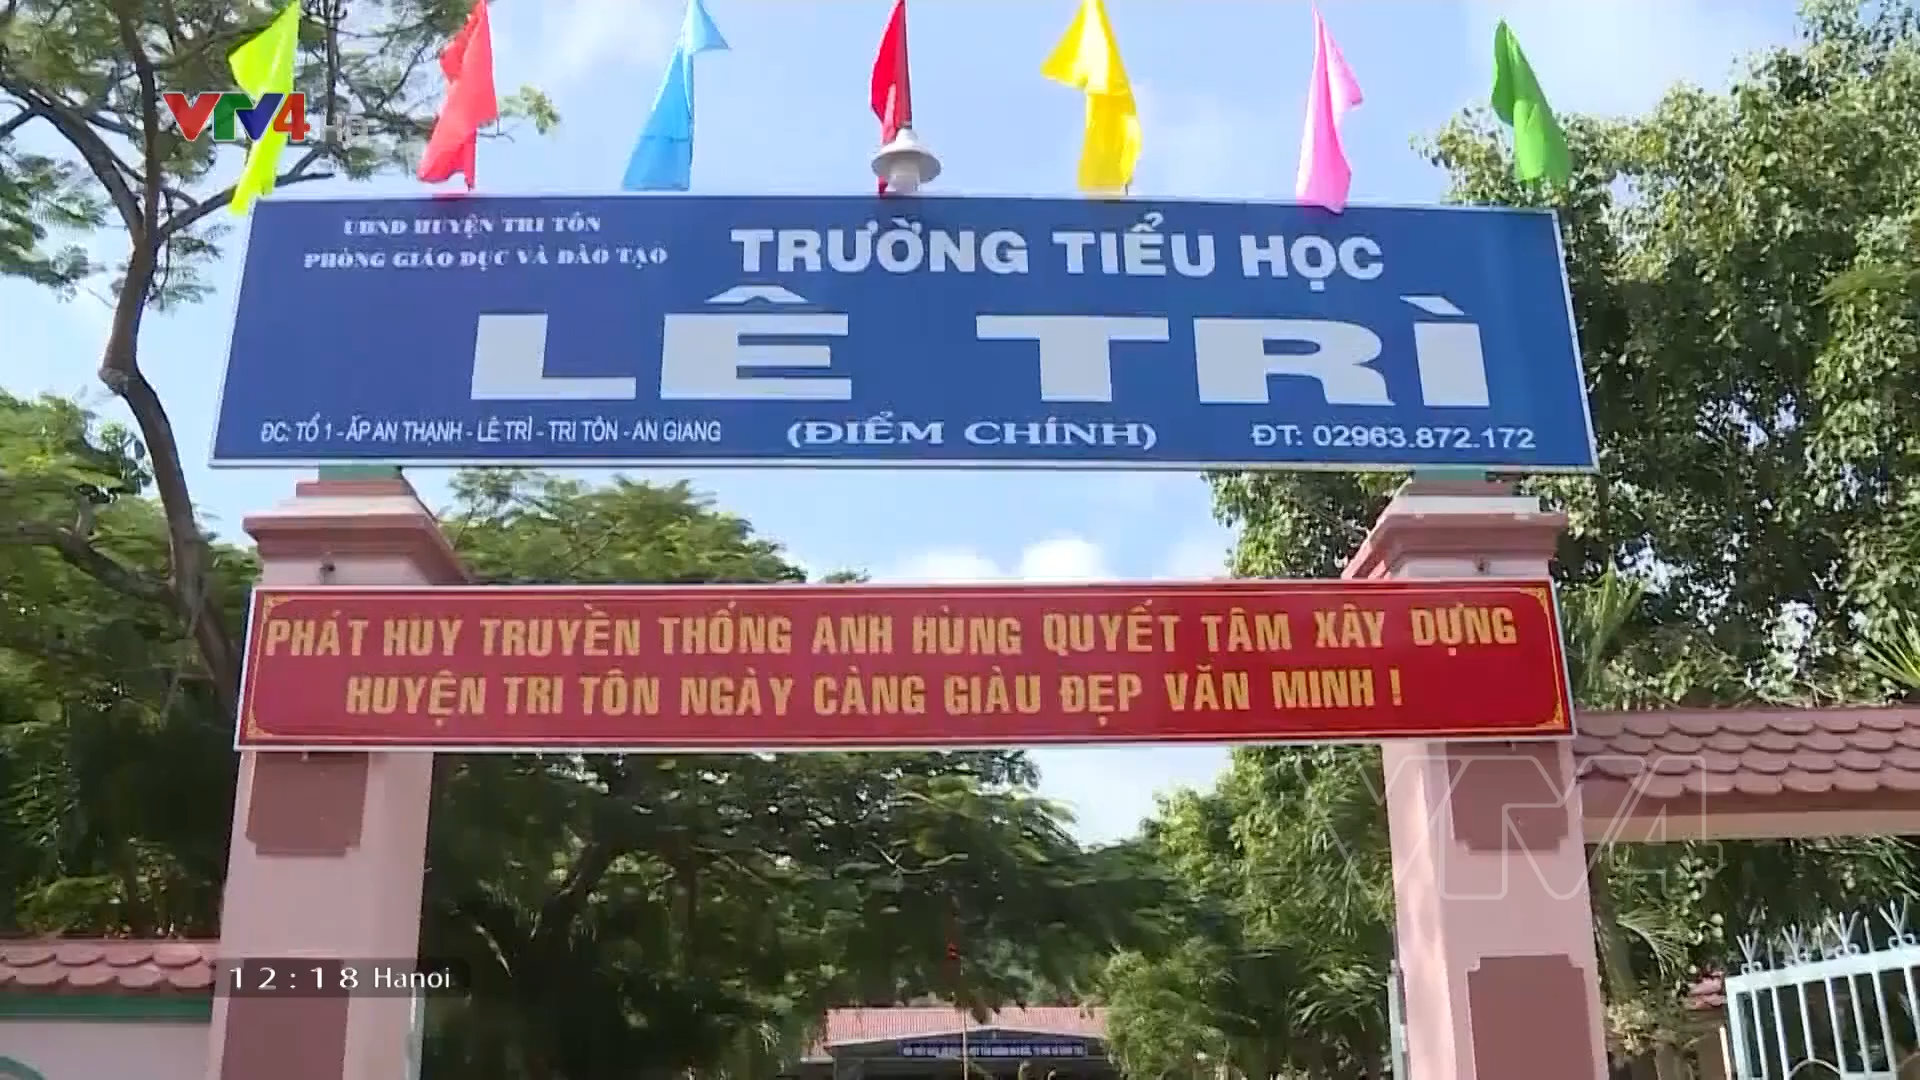 VTV4 HD
UBND HUYỆN TRI TÔN
PHÒNG GIÁO DỤC VÀ ĐÀO TẠO
TRƯỜNG TIỂU HỌC
LÊ TRÌ
ĐC: TỔ 1 - ẤP AN THẠNH - LÊ TRÌ - TRI TÔN - AN GIANG
(ĐIỂM CHÍNH)
ĐT: 02963.872.172
PHÁT HUY TRUYỀN THỐNG ANH HÙNG QUYẾT TÂM XÂY DỰNG
HUYỆN TRI TÔN NGÀY CÀNG GIÀU ĐẸP VĂN MINH !
VTV4
12:18 Hanoi